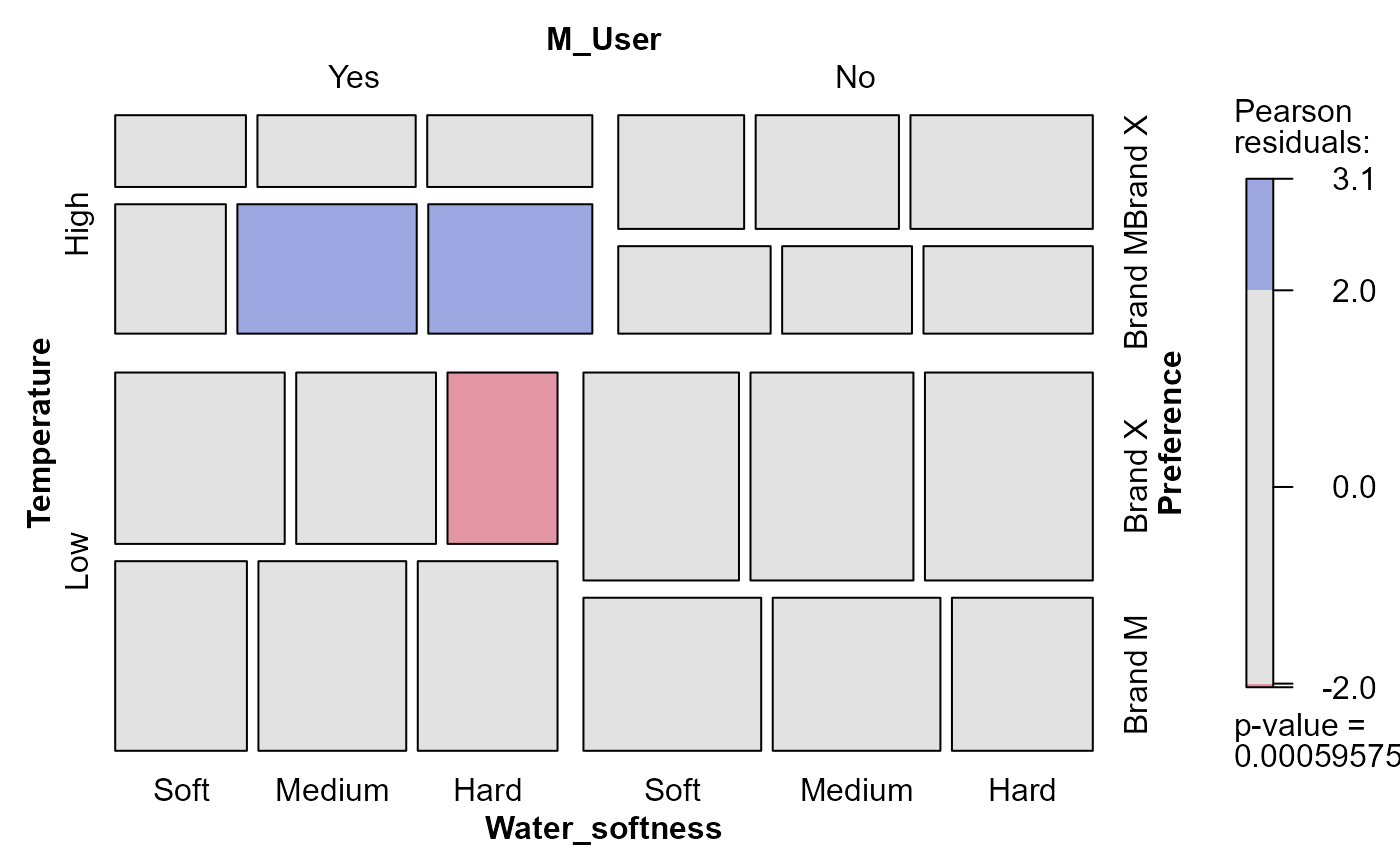 M_User
Yes
No
Temperature
High
Low
Brand X
Brand M
Brand X
Brand M
Preference
Soft
Medium
Hard
Soft
Medium
Hard
Water_softness
Pearson
residuals:
3.1
2.0
0.0
-2.0
p-value =
0.00059575